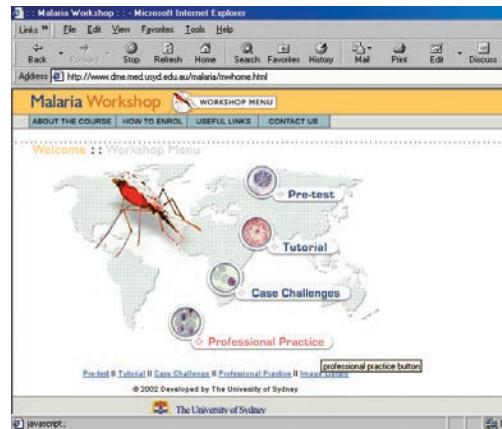 : : Malaria Workshop : : - Microsoft Internet Explorer
Links » File Edit View Favorites Tools Help
Back Forward Stop Refresh Home Search Favorites History Mail Print Edit Discuss
Address http://www.dme.med.usyd.edu.au/malaria/mwhome.html
Malaria Workshop WORKSHOP MENU
ABOUT THE COURSE HOW TO ENROL USEFUL LINKS CONTACT US
Welcome :: Workshop Menu
Pre-test
Tutorial
Case Challenges
Professional Practice
professional practice button
Pre-test || Tutorial || Case Challenge || Professional Practice || Image Library
© 2002 Developed by The University of Sydney
The University of Sydney
javascript:;